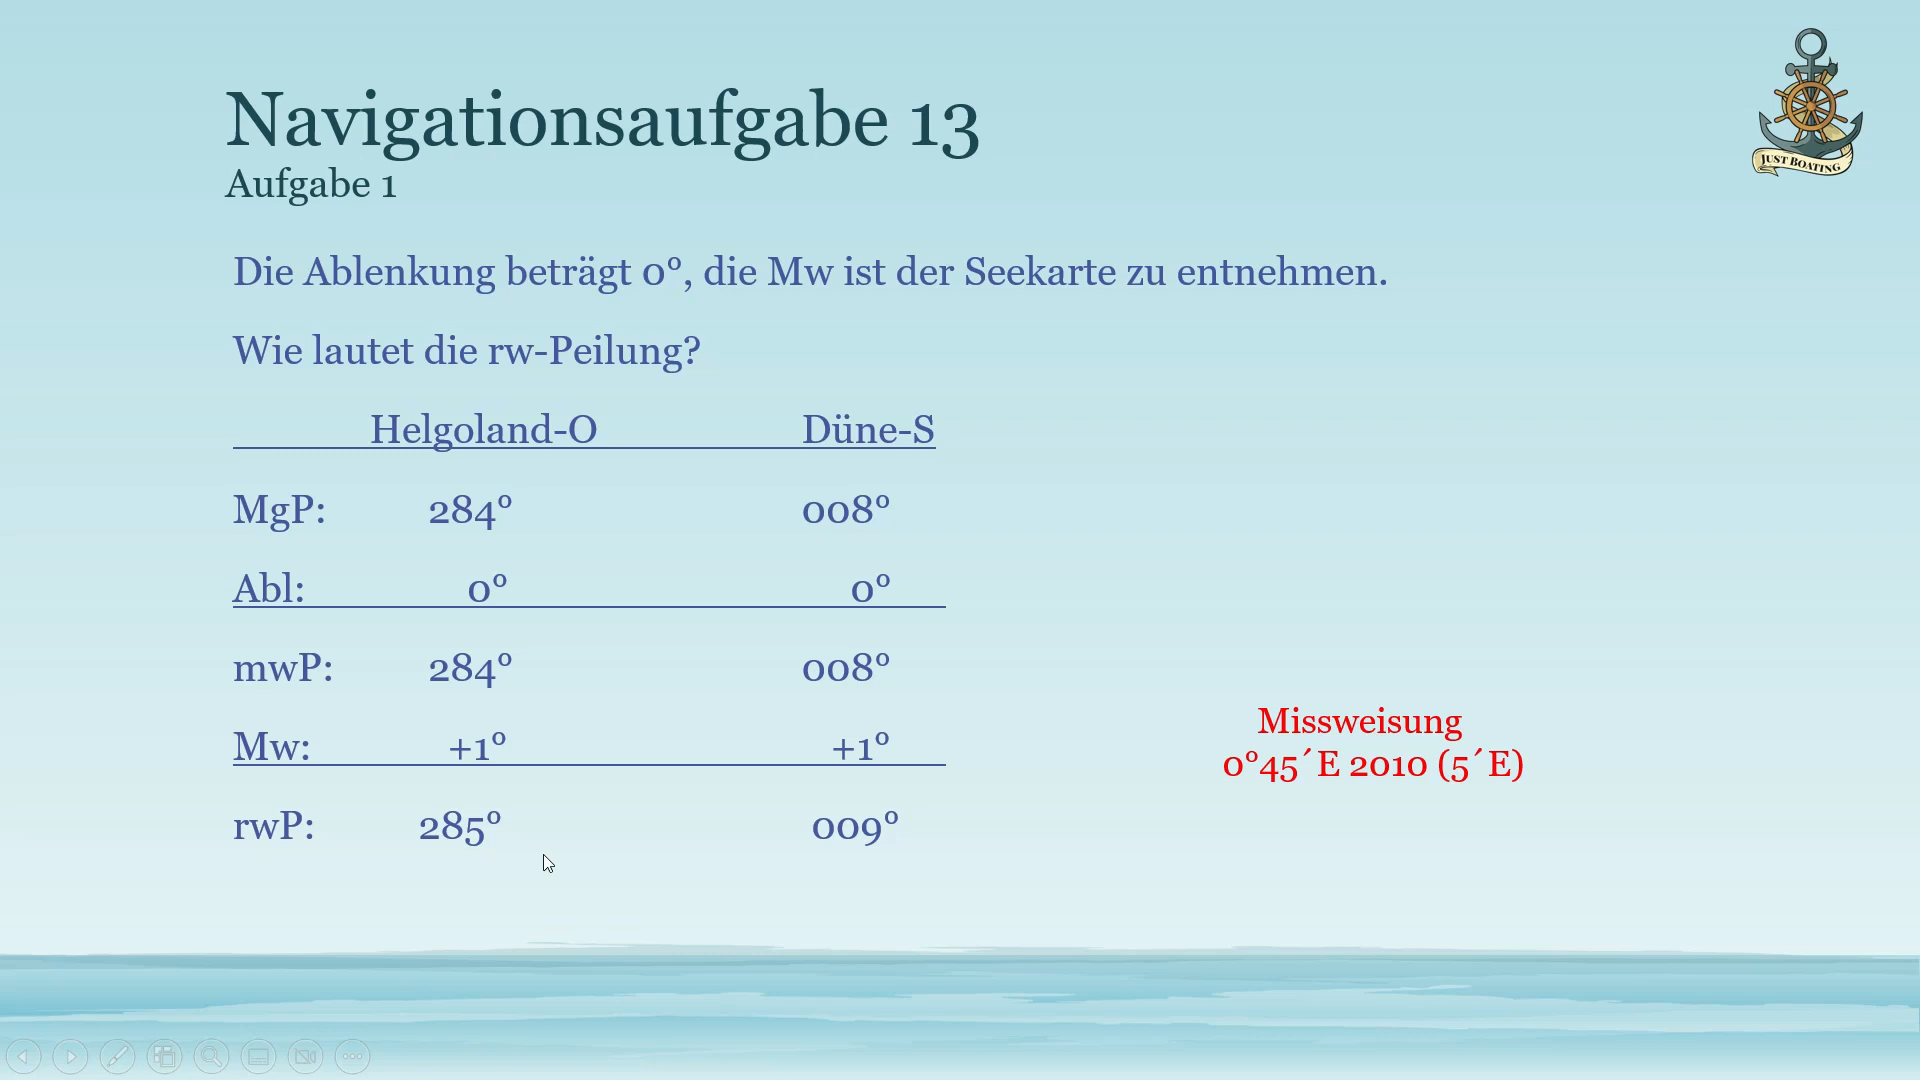 Navigationsaufgabe 13
Aufgabe 1
JUST BOATING
Die Ablenkung beträgt 0°, die Mw ist der Seekarte zu entnehmen.
Wie lautet die rw-Peilung?
Helgoland-O Düne-S
MgP: 284° 008°
Abl: 0° 0°
mwP: 284° 008°
Mw: +1° +1°
rwP: 285° 009°
Missweisung
0°45´E 2010 (5´E)